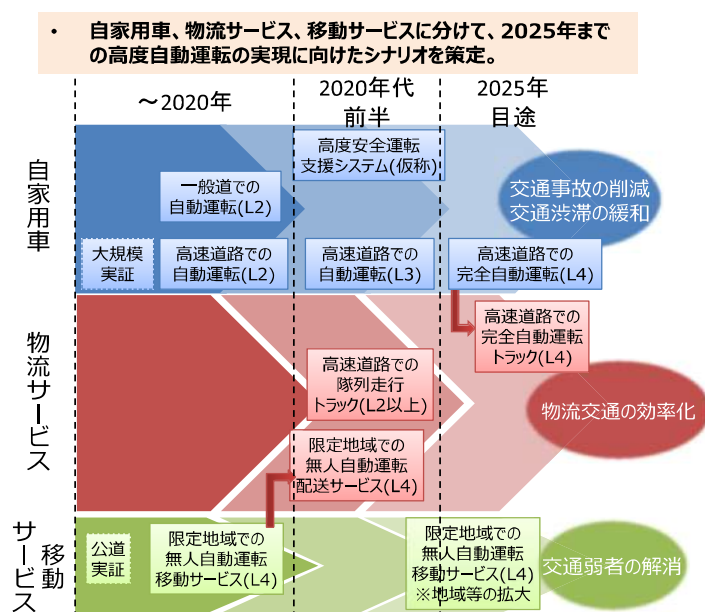 ・ 自家用車、物流サービス、移動サービスに分けて、2025年まで
の高度自動運転の実現に向けたシナリオを策定。
～2020年
2020年代
前半
2025年
目途
自家用車
高度安全運転
支援システム(仮称)
一般道での
自動運転(L2)
交通事故の削減
交通渋滞の緩和
大規模
実証
高速道路での
自動運転(L2)
高速道路での
自動運転(L3)
高速道路での
完全自動運転(L4)
物流サービス
高速道路での
完全自動運転
トラック(L4)
高速道路での
隊列走行
トラック(L2以上)
物流交通の効率化
限定地域での
無人自動運転
配送サービス(L4)
移動
サービス
公道
実証
限定地域での
無人自動運転
移動サービス(L4)
限定地域での
無人自動運転
移動サービス(L4)
※地域等の拡大
交通弱者の解消